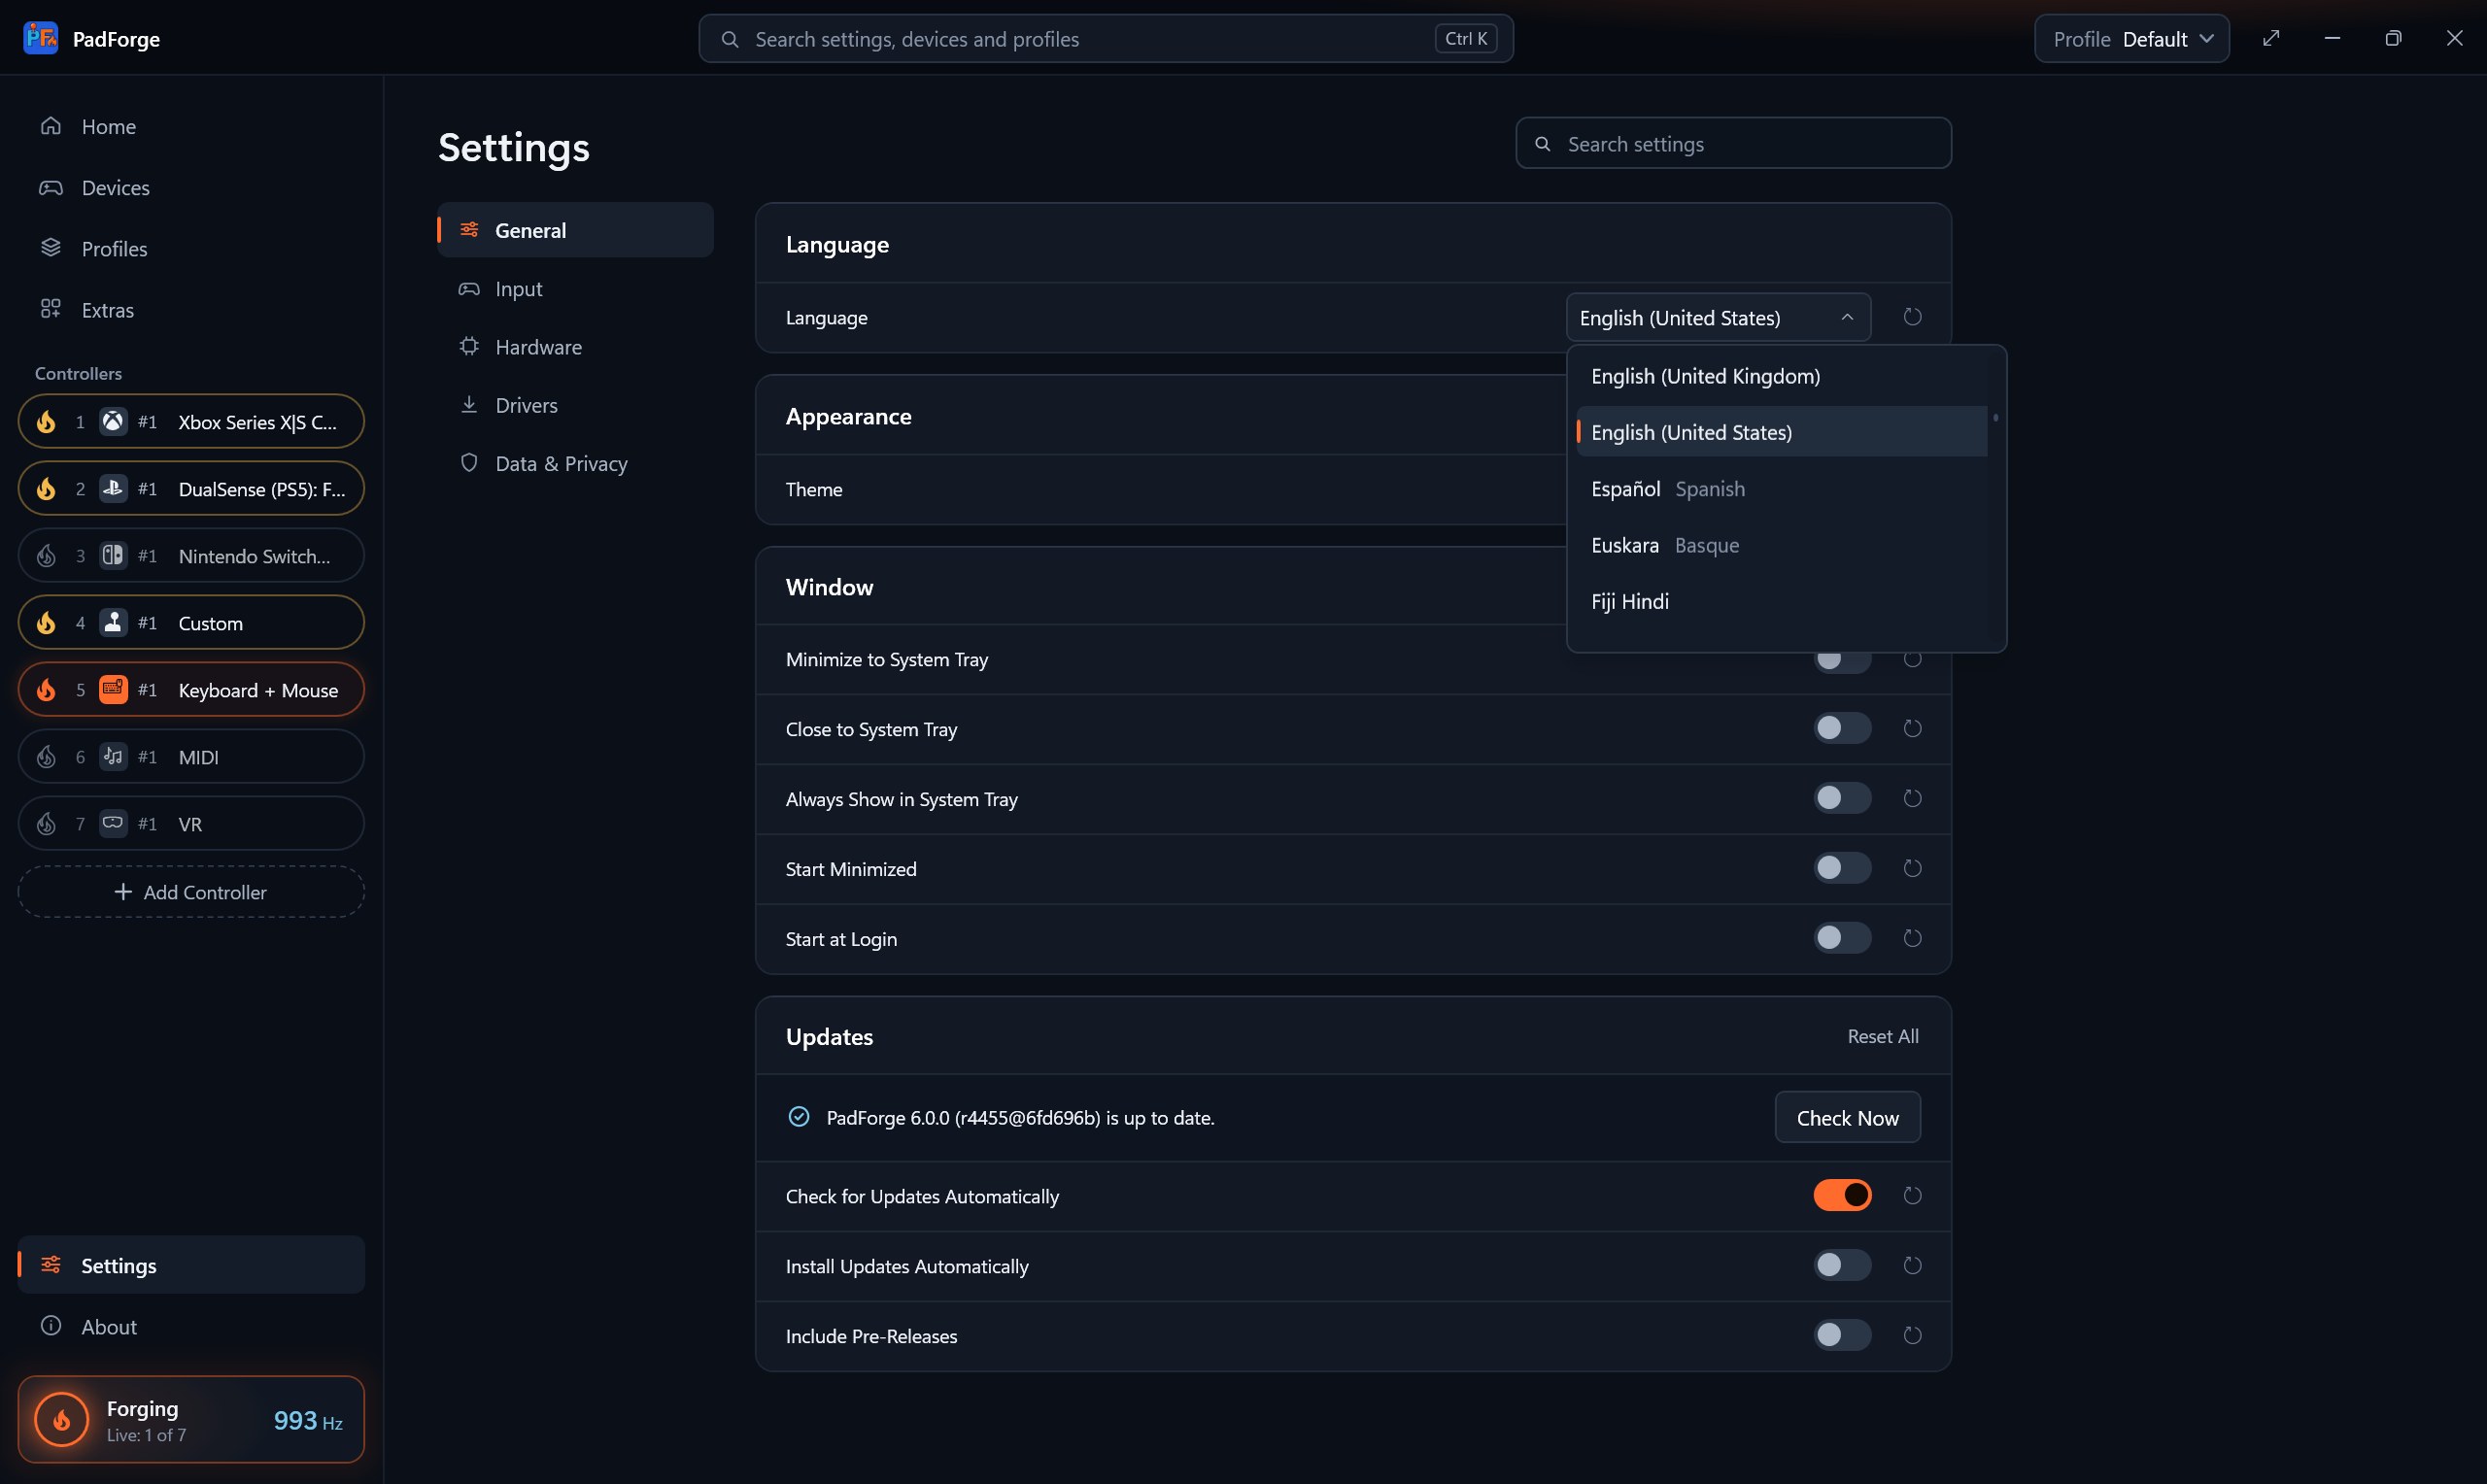 PadForge
Search settings, devices and profiles
Ctrl K
Profile Default
Home
Devices
Profiles
Extras
Controllers
1 #1 Xbox Series X|S C...
2 #1 DualSense (PS5): F...
3 #1 Nintendo Switch...
4 #1 Custom
5 #1 Keyboard + Mouse
6 #1 MIDI
7 #1 VR
+ Add Controller
Settings
About
Forging
Live: 1 of 7
993 Hz
Settings
Search settings
General
Input
Hardware
Drivers
Data & Privacy
Language
Language
English (United States)
English (United Kingdom)
English (United States)
Español Spanish
Euskara Basque
Fiji Hindi
Appearance
Theme
Window
Minimize to System Tray
Close to System Tray
Always Show in System Tray
Start Minimized
Start at Login
Updates
Reset All
PadForge 6.0.0 (r4455@6fd696b) is up to date.
Check Now
Check for Updates Automatically
Install Updates Automatically
Include Pre-Releases